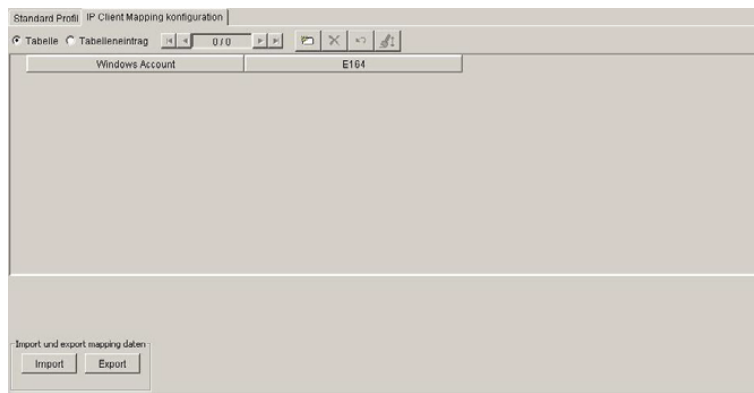 Standard Profil IP Client Mapping konfiguration
Tabelle Tabelleneintrag 0 / 0
Windows Account E164
Import und export mapping daten
Import Export